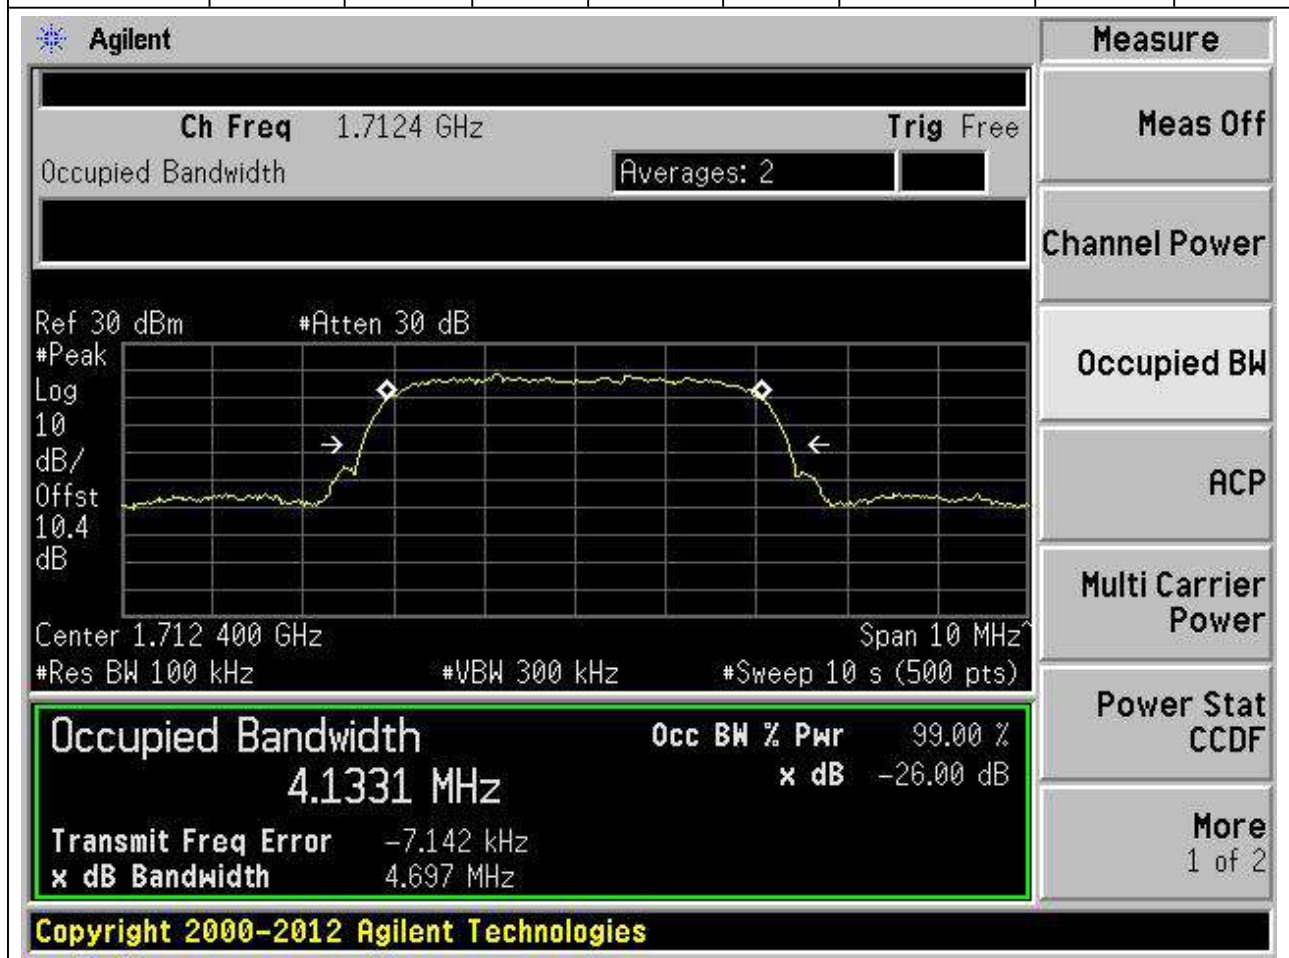 Agilent
Measure
Ch Freq 1.7124 GHz Trig Free
Meas Off
Occupied Bandwidth Averages: 2
Channel Power
Ref 30 dBm #Atten 30 dB
#Peak
Log
10
dB/
Offst
10.4
dB
Occupied BW
ACP
Center 1.712 400 GHz Span 10 MHz^
#Res BW 100 kHz #VBW 300 kHz #Sweep 10 s (500 pts)
Multi Carrier
Power
Occupied Bandwidth Occ BW % Pwr 99.00 %
4.1331 MHz x dB -26.00 dB
Transmit Freq Error -7.142 kHz
x dB Bandwidth 4.697 MHz
Power Stat
CCDF
More
1 of 2
Copyright 2000-2012 Agilent Technologies